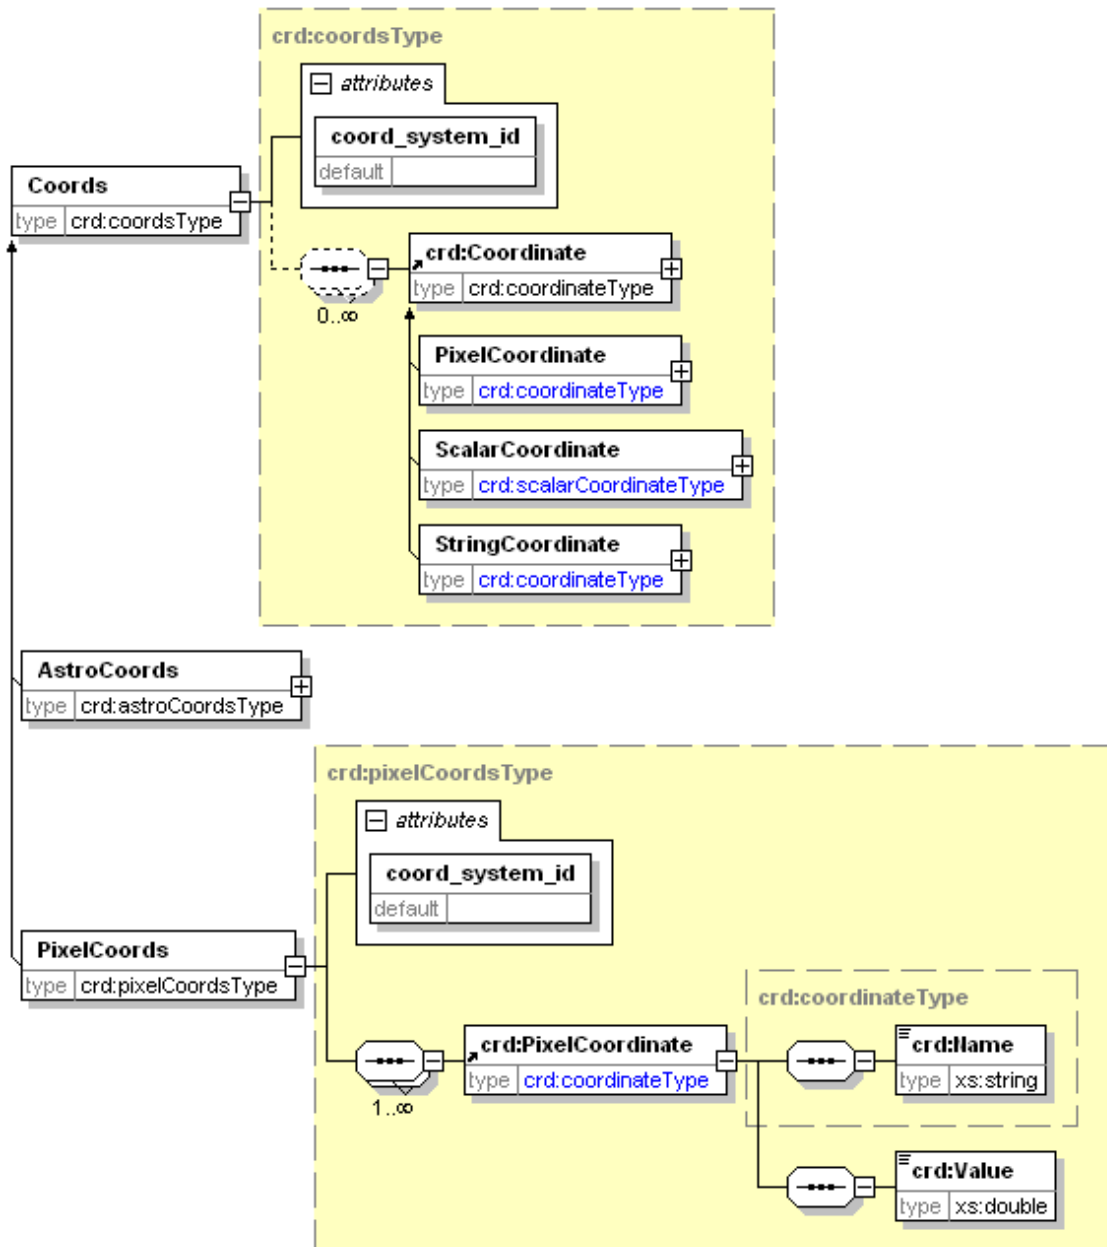 crd:coordsType
attributes
coord_system_id
default
Coords
type crd:coordsType
crd:Coordinate
type crd:coordinateType
0..∞
PixelCoordinate
type crd:coordinateType
ScalarCoordinate
type crd:scalarCoordinateType
StringCoordinate
type crd:coordinateType
AstroCoords
type crd:astroCoordsType
crd:pixelCoordsType
attributes
coord_system_id
default
PixelCoords
type crd:pixelCoordsType
crd:coordinateType
crd:PixelCoordinate
type crd:coordinateType
1..∞
crd:Name
type xs:string
crd:Value
type xs:double